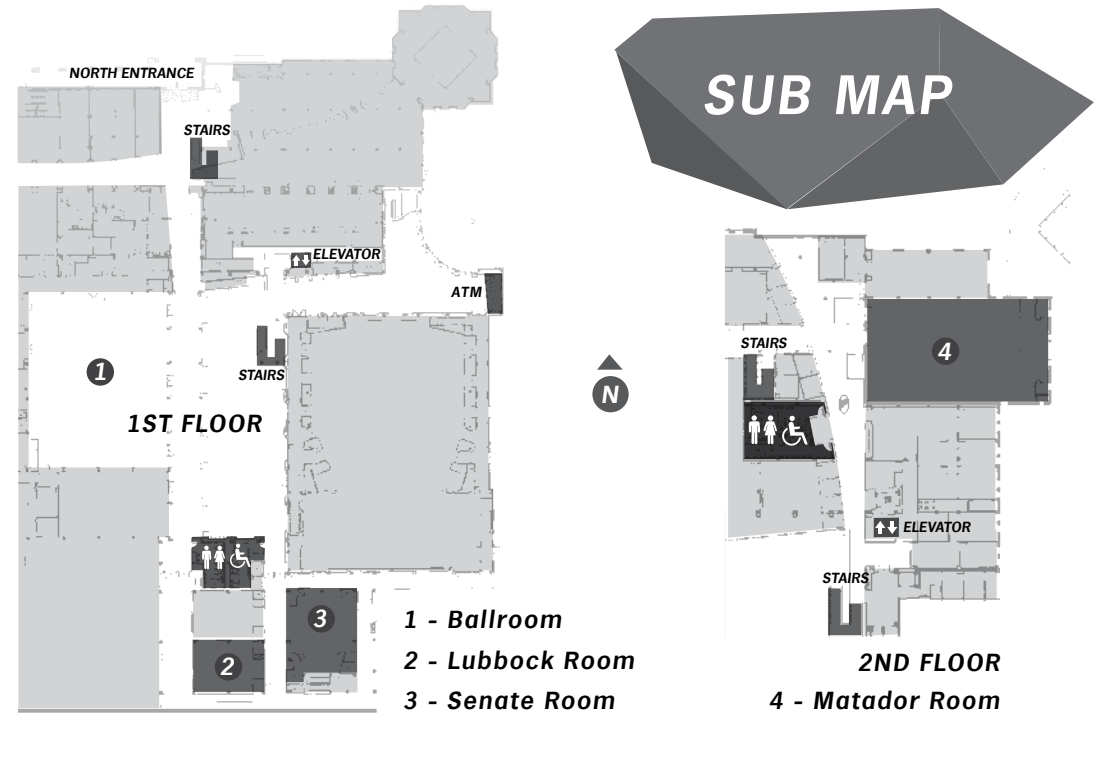 SUB MAP
NORTH ENTRANCE
STAIRS
ELEVATOR
ATM
1
STAIRS
1ST FLOOR
2
3
1 - Ballroom
2 - Lubbock Room
3 - Senate Room
N
4
STAIRS
ELEVATOR
STAIRS
2ND FLOOR
4 - Matador Room